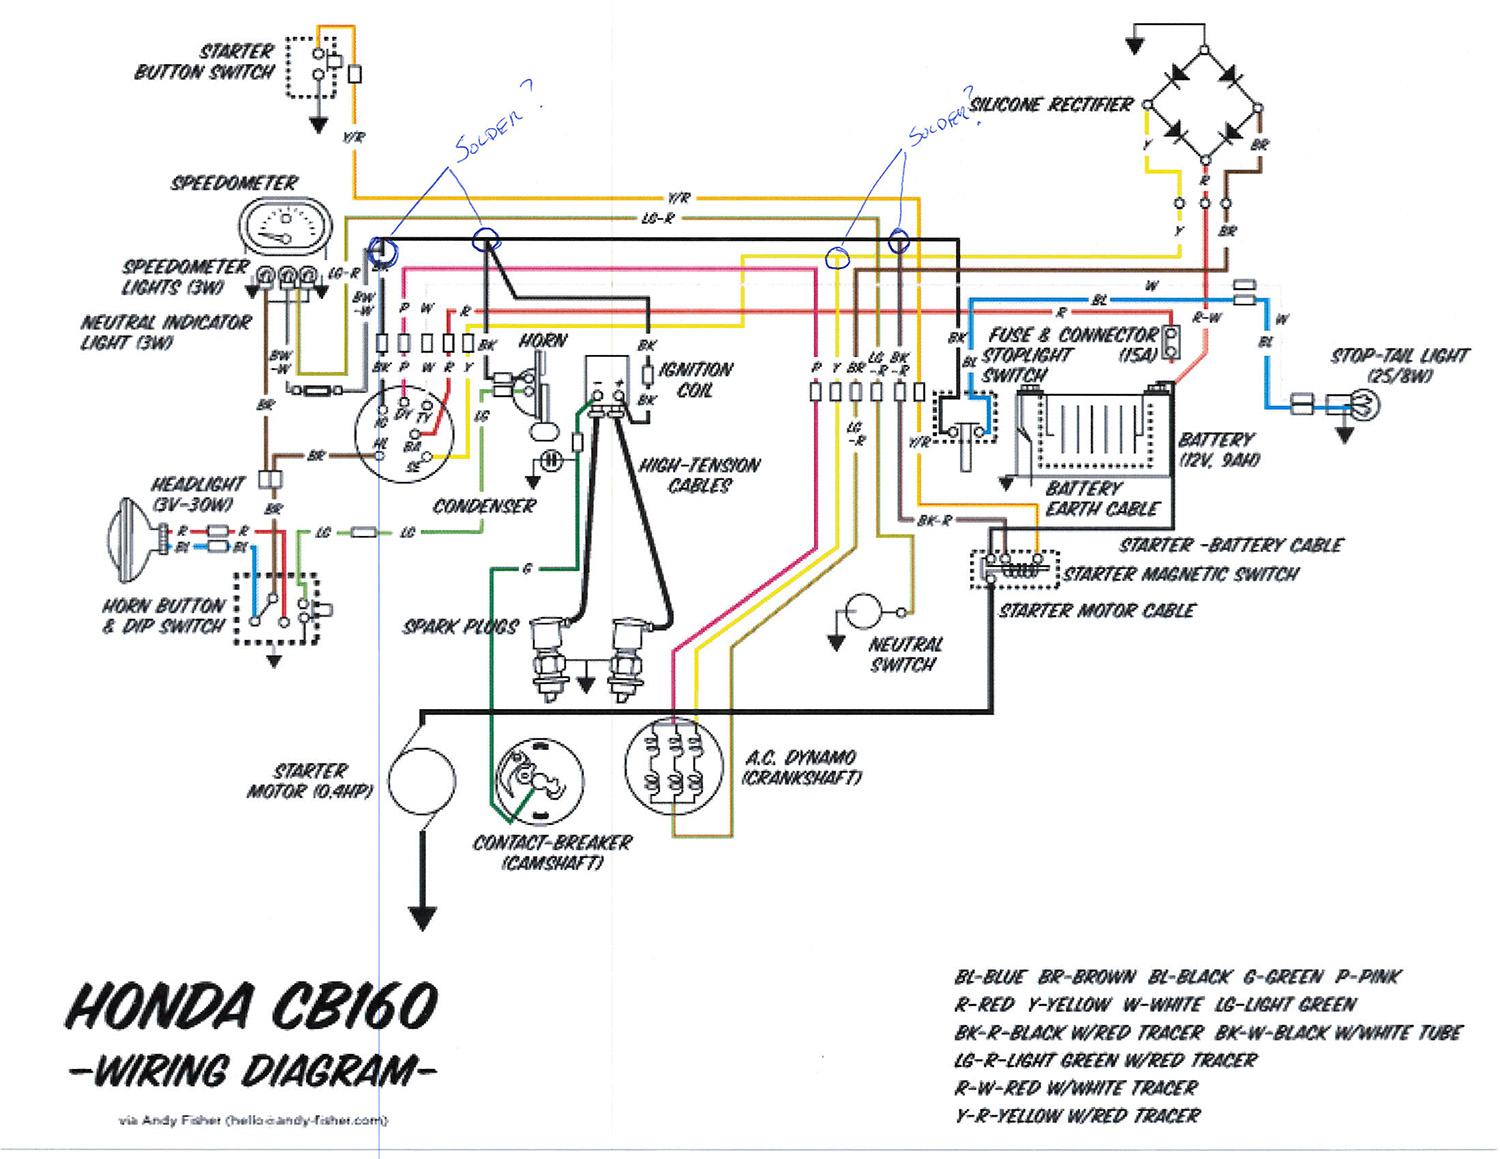 STARTER
BUTTON SWITCH
Y/R
SOLDER?
SOLDER?
SILICONE RECTIFIER
Y
BR
R
SPEEDOMETER
Y/R
LG-R
Y
BR
SPEEDOMETER
LIGHTS (3W)
LG-R
BK
BW
-W
P
W
R
R
W
BL
R-W
W
BL
NEUTRAL INDICATOR
LIGHT (3W)
BW
-W
BK
HORN
BK
BK
FUSE & CONNECTOR
(15A)
STOPLIGHT
SWITCH
BL
STOP-TAIL LIGHT
(25/8W)
BK
P
W
R
Y
IGNITION
COIL
BK
- +
P
Y
BR
LG
-R
BK
-R
BR
LG
IG
DY
TY
HL
BA
SE
BR
LG
-R
Y/R
BATTERY
(12V, 9AH)
HIGH-TENSION
CABLES
HEADLIGHT
(3V-30W)
BATTERY
EARTH CABLE
CONDENSER
BR
R
R
BL
BL
LG
LG
BK-R
STARTER -BATTERY CABLE
G
STARTER MAGNETIC SWITCH
HORN BUTTON
& DIP SWITCH
SPARK PLUGS
STARTER MOTOR CABLE
NEUTRAL
SWITCH
STARTER
MOTOR (0.4HP)
A.C. DYNAMO
(CRANKSHAFT)
CONTACT-BREAKER
(CAMSHAFT)
HONDA CB160
-WIRING DIAGRAM-
via Andy Fisher (hello@andy-fisher.com)
BL-BLUE BR-BROWN BL-BLACK G-GREEN P-PINK
R-RED Y-YELLOW W-WHITE LG-LIGHT GREEN
BK-R-BLACK W/RED TRACER BK-W-BLACK W/WHITE TUBE
LG-R-LIGHT GREEN W/RED TRACER
R-W-RED W/WHITE TRACER
Y-R-YELLOW W/RED TRACER